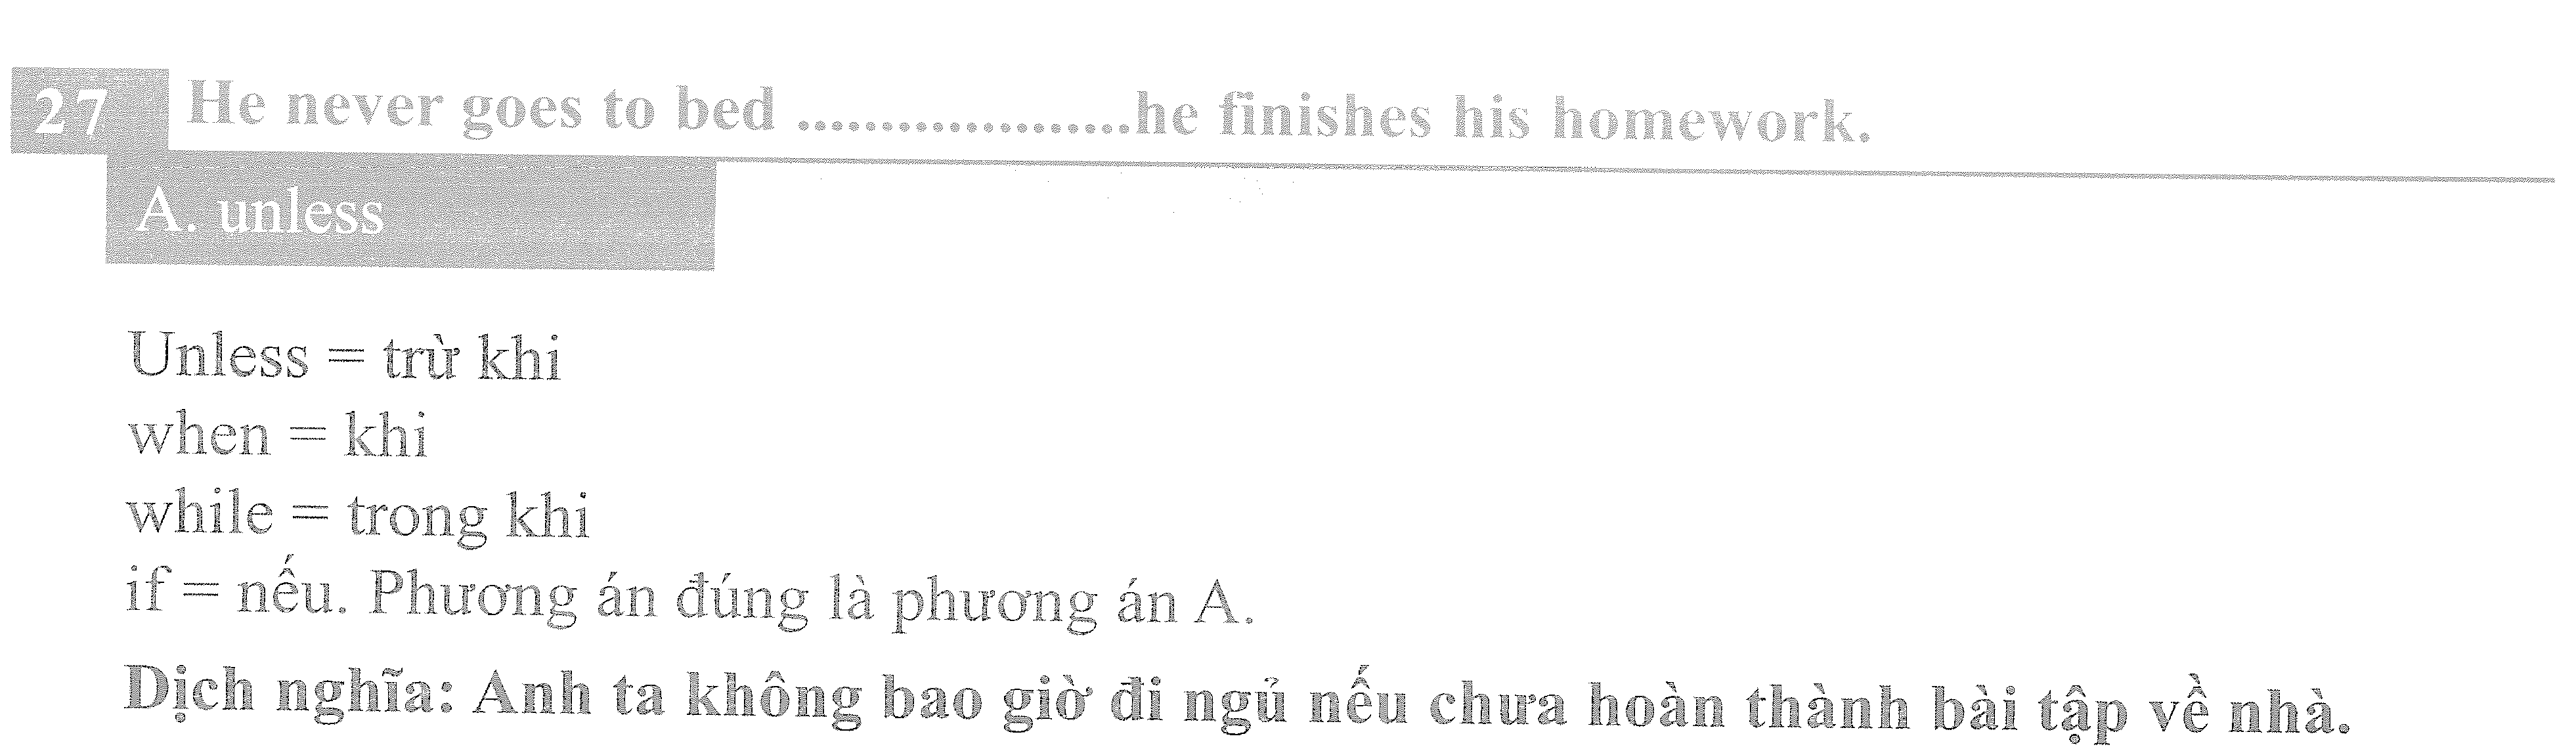 27 He never goes to bed ....................he finishes his homework.
A. unless
Unless = trừ khi
when = khi
while = trong khi
if = nếu. Phương án đúng là phương án A.
Dịch nghĩa: Anh ta không bao giờ đi ngủ nếu chưa hoàn thành bài tập về nhà.